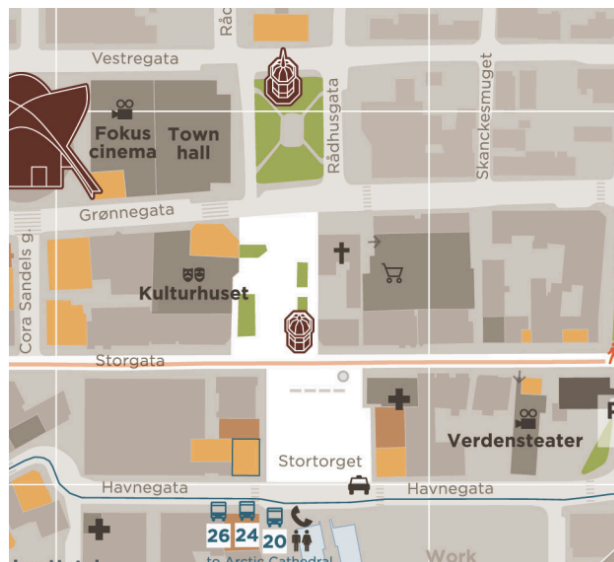 Råd
Vestregata
Fokus
cinema
Town
hall
Rådhusgata
Skanckesmuget
Grønnegata
Cora Sandels g.
Kulturhuset
Storgata
Verdensteater
Stortorget
Havnegata
Havnegata
26
24
20
to Arctic Cathedral
Work